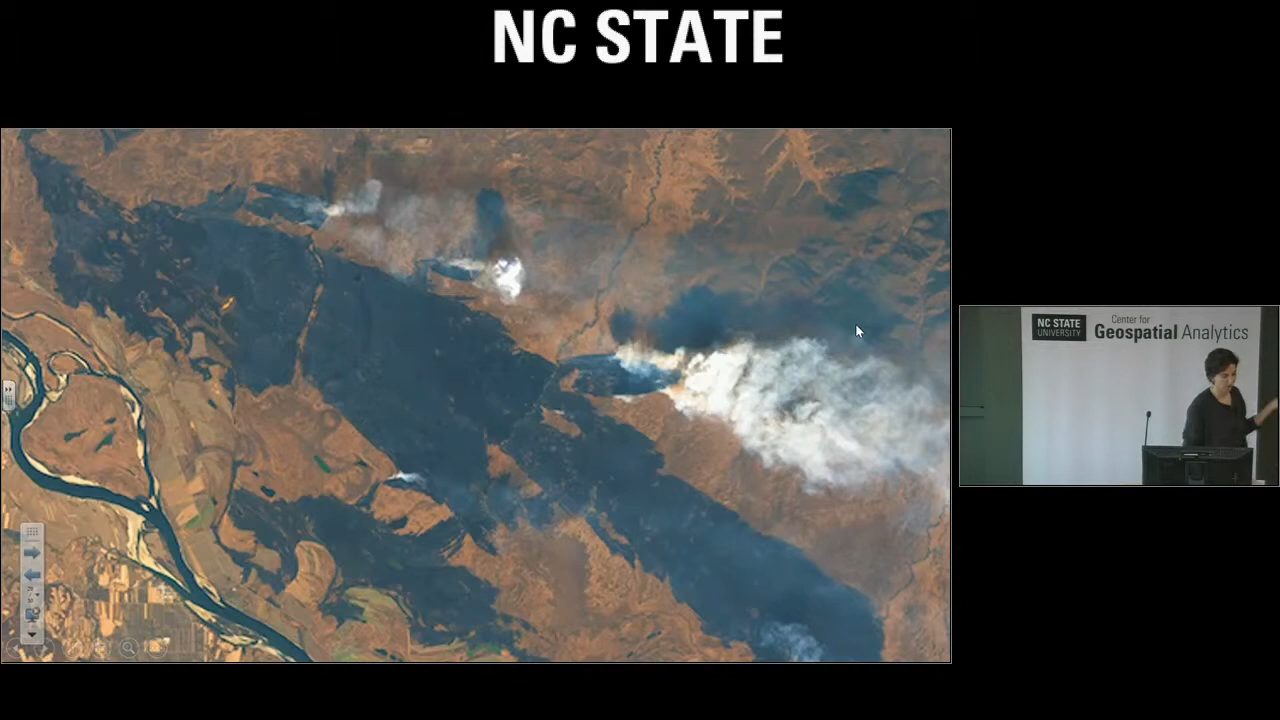 NC STATE
NC STATE
UNIVERSITY
Center for
Geospatial Analytics